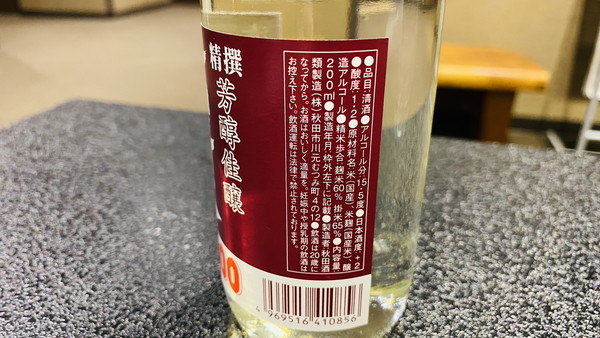 精撰
芳醇佳醸
●品目:清酒●アルコール分:15.5度●日本酒度:+2
●酸度:1.2●原材料名:米(国産)、米麹(国産米)、醸
造アルコール●精米歩合:麹米60% 掛米65%●内容量:
200ml●製造年月:枠外左下に記載●製造者:秋田酒
類製造(株)秋田市川元むつみ町4の12●飲酒は20歳に
なってから。お酒はおいしく適量を。妊娠中や授乳期の飲酒は
お控え下さい。飲酒運転は法律で禁止されております。
4969516410856